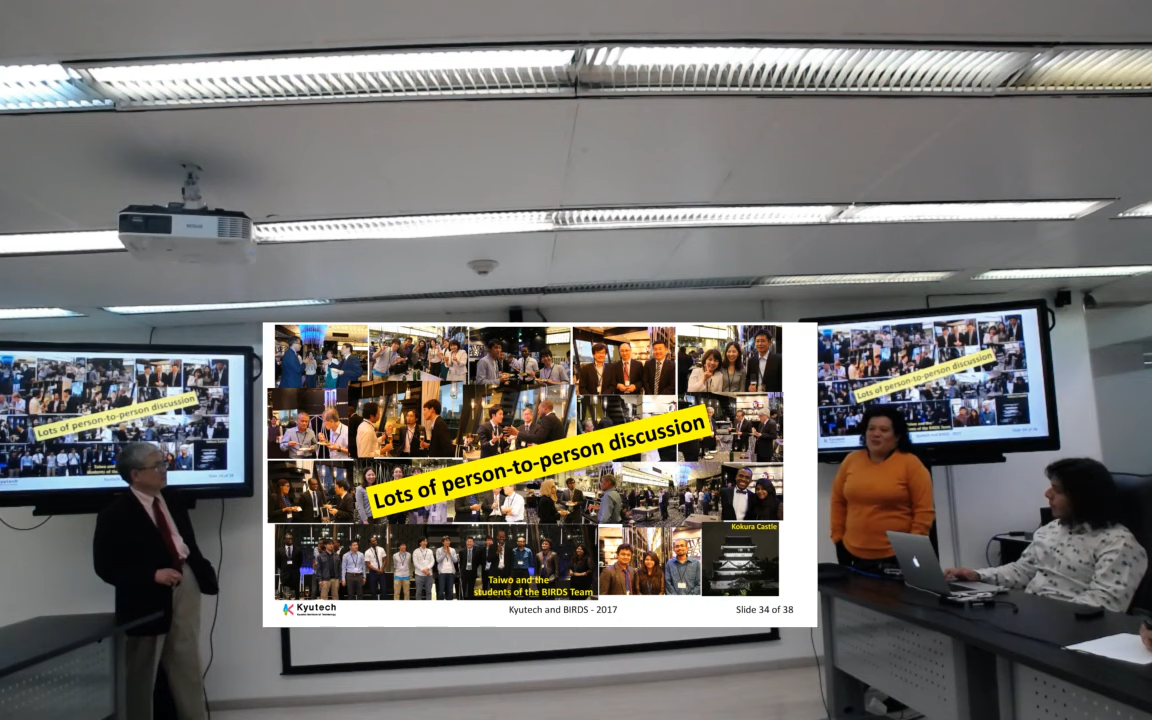 Lots of person-to-person discussion
Kokura Castle
Taiwo and the
students of the BIRDS Team
Kyutech
Kyutech and BIRDS - 2017
Slide 34 of 38
Lots of person-to-person discussion
Lots of person-to-person discussion